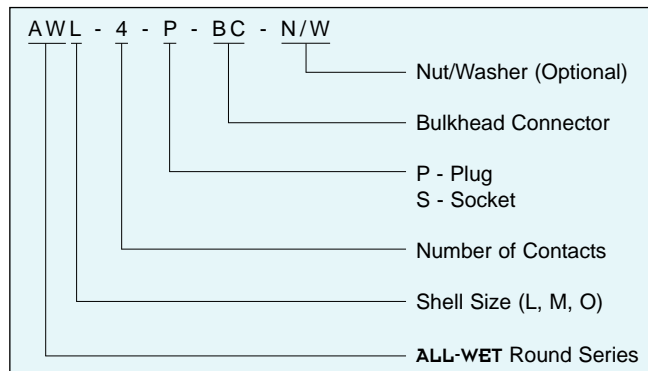 AWL - 4 - P - BC - N/W
Nut/Washer (Optional)
Bulkhead Connector
P - Plug
S - Socket
Number of Contacts
Shell Size (L, M, O)
ALL-WET Round Series